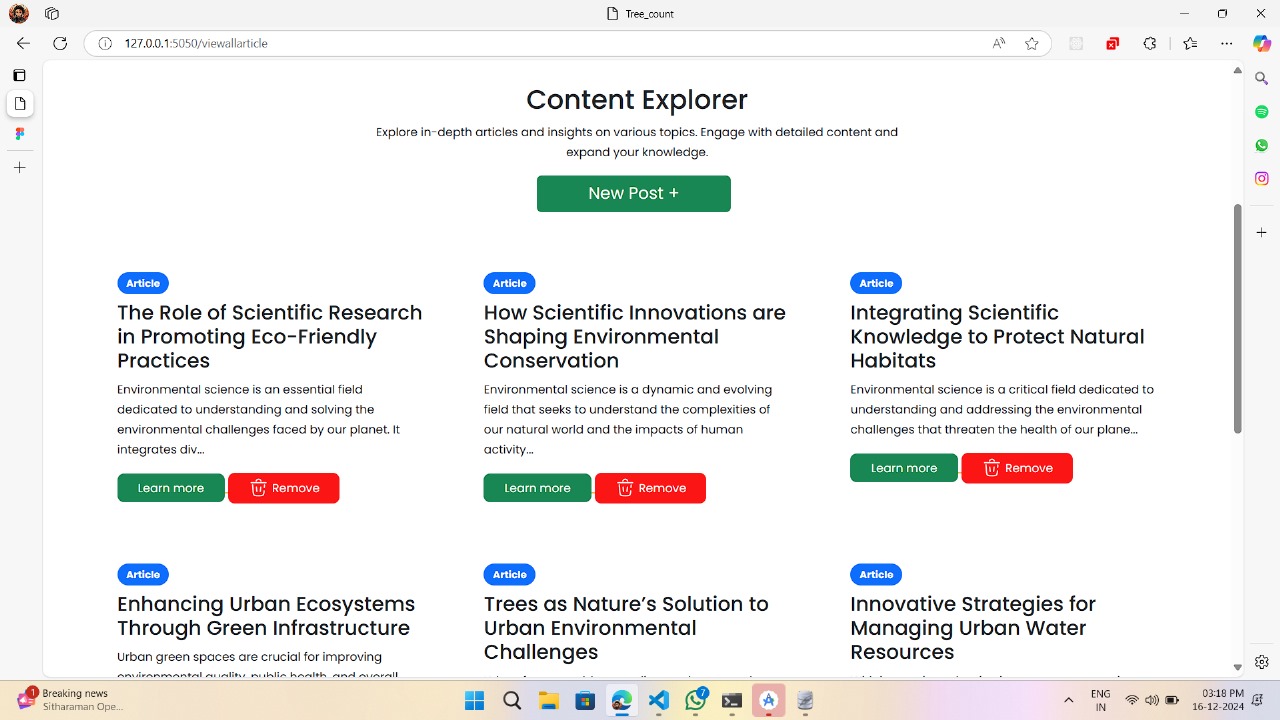 Tree_count
127.0.0.1:5050/viewallarticle
Content Explorer
Explore in-depth articles and insights on various topics. Engage with detailed content and
expand your knowledge.
New Post +
Article
The Role of Scientific Research
in Promoting Eco-Friendly
Practices
Environmental science is an essential field
dedicated to understanding and solving the
environmental challenges faced by our planet. It
integrates div...
Learn more
Remove
Article
How Scientific Innovations are
Shaping Environmental
Conservation
Environmental science is a dynamic and evolving
field that seeks to understand the complexities of
our natural world and the impacts of human
activity...
Learn more
Remove
Article
Integrating Scientific
Knowledge to Protect Natural
Habitats
Environmental science is a critical field dedicated to
understanding and addressing the environmental
challenges that threaten the health of our plane...
Learn more
Remove
Article
Enhancing Urban Ecosystems
Through Green Infrastructure
Urban green spaces are crucial for improving
environmental quality, public health, and overall
Article
Trees as Nature’s Solution to
Urban Environmental
Challenges
Article
Innovative Strategies for
Managing Urban Water
Resources
1
Breaking news
Sitharaman Ope...
7
ENG
IN
03:18 PM
16-12-2024